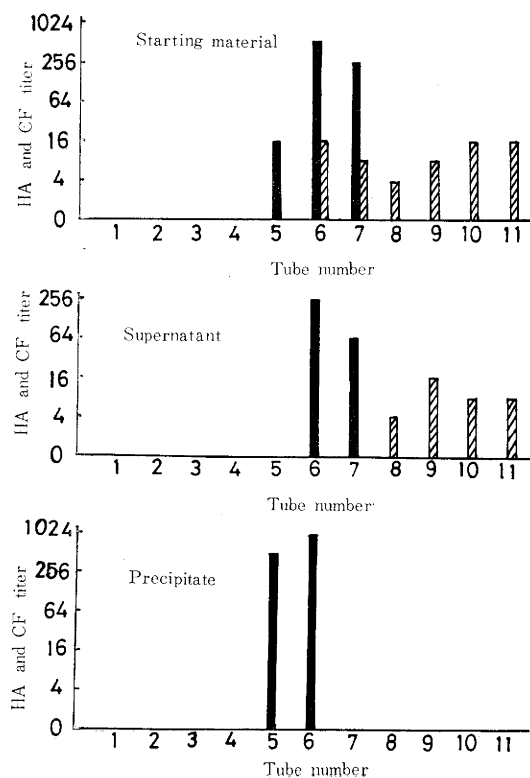 1024
Starting material
256
64
16
4
0
HA and CF titer
1 2 3 4 5 6 7 8 9 10 11
Tube number
256
Supernatant
64
16
4
0
HA and CF titer
1 2 3 4 5 6 7 8 9 10 11
Tube number
1024
256
Precipitate
64
16
4
0
HA and CF titer
1 2 3 4 5 6 7 8 9 10 11
Tube number